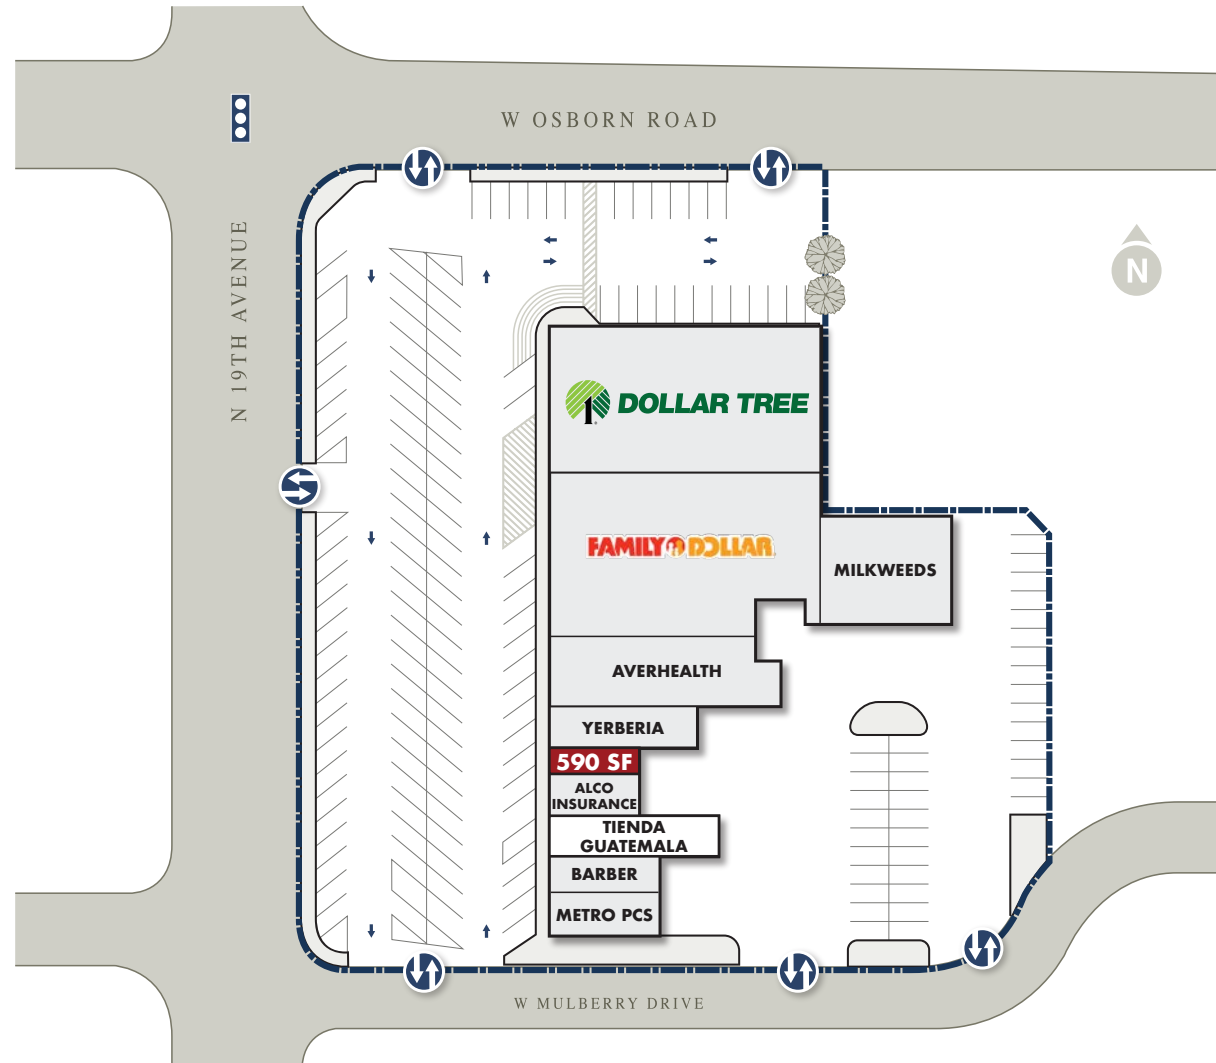 W OSBORN ROAD
N 19TH AVENUE
N
DOLLAR TREE
FAMILY DOLLAR
MILKWEEDS
AVERHEALTH
YERBERIA
590 SF
ALCO
INSURANCE
TIENDA
GUATEMALA
BARBER
METRO PCS
W MULBERRY DRIVE